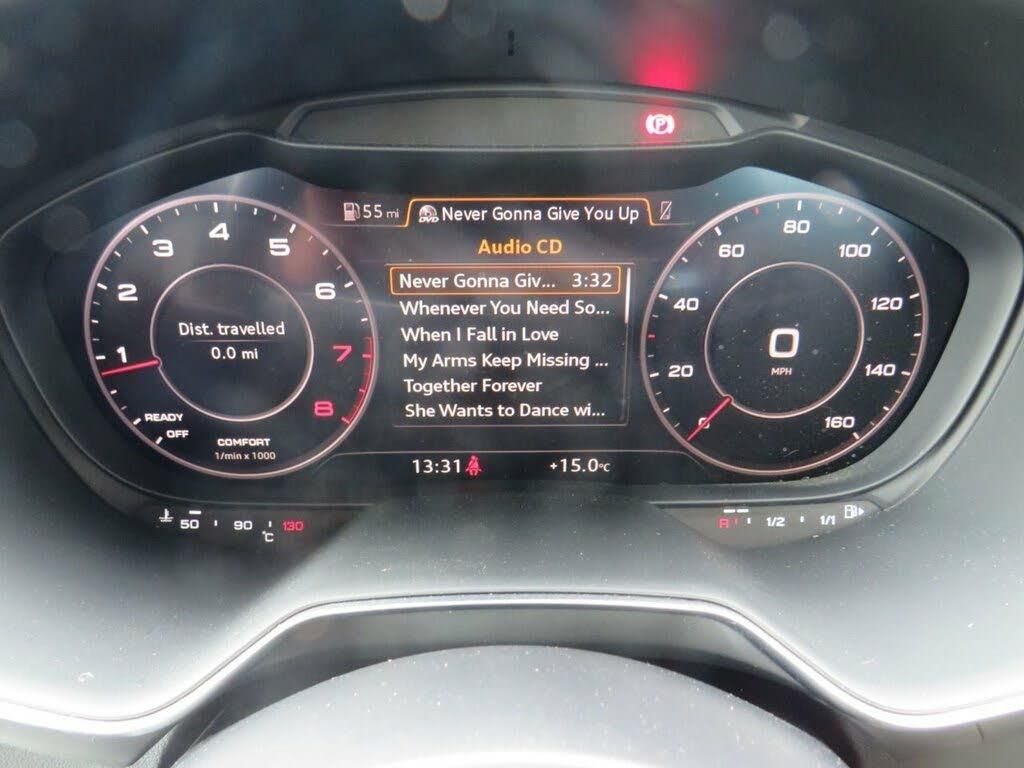 P
55 mi
DVD Never Gonna Give You Up
Audio CD
Never Gonna Giv... 3:32
Whenever You Need So...
When I Fall in Love
My Arms Keep Missing ...
Together Forever
She Wants to Dance wi...
1 2 3 4 5 6 7 8
Dist. travelled
0.0 mi
READY
OFF
COMFORT
1/min x 1000
0 20 40 60 80 100 120 140 160
0
MPH
13:31 +15.0°C
50 90 130
°C
R 1/2 1/1